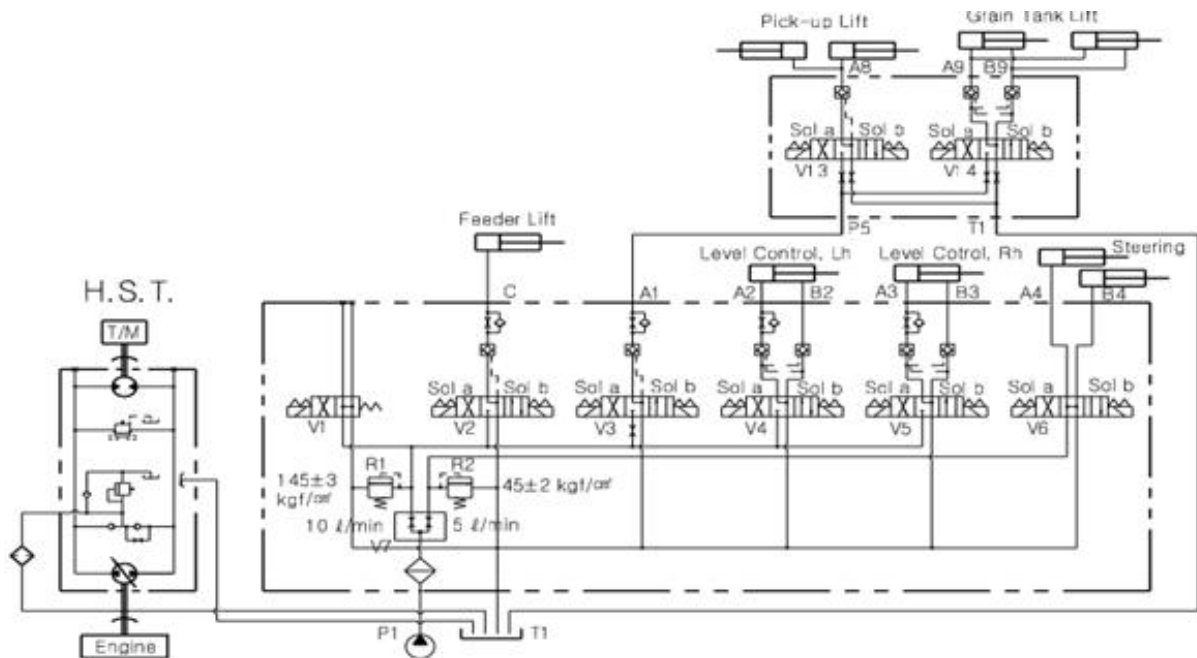 Pick-up Lift
Grain Tank Lift
A8
A9
B9
Sol a
Sol b
Sol a
Sol b
V13
V14
P5
T1
Feeder Lift
Level Control, Lh
Level Cotrol, Rh
Steering
H.S.T.
T/M
C
A1
A2
B2
A3
B3
A4
B4
Sol a
Sol b
Sol a
Sol b
Sol a
Sol b
Sol a
Sol b
Sol a
Sol b
V1
V2
V3
V4
V5
V6
R1
R2
145±3
kgf/㎠
45±2 kgf/㎠
10 ℓ/min
5 ℓ/min
V7
P1
T1
Engine